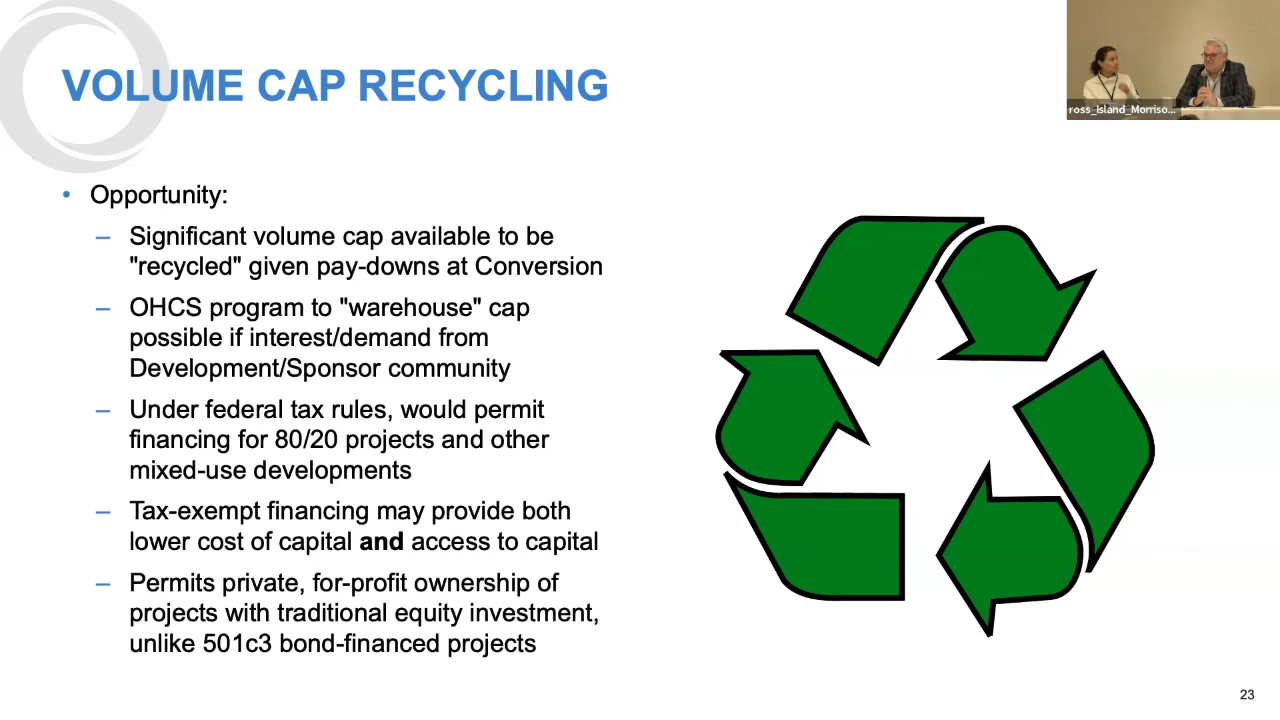 VOLUME CAP RECYCLING
ross_Island_Morriso...
• Opportunity:
– Significant volume cap available to be
"recycled" given pay-downs at Conversion
– OHCS program to "warehouse" cap
possible if interest/demand from
Development/Sponsor community
– Under federal tax rules, would permit
financing for 80/20 projects and other
mixed-use developments
– Tax-exempt financing may provide both
lower cost of capital and access to capital
– Permits private, for-profit ownership of
projects with traditional equity investment,
unlike 501c3 bond-financed projects
23